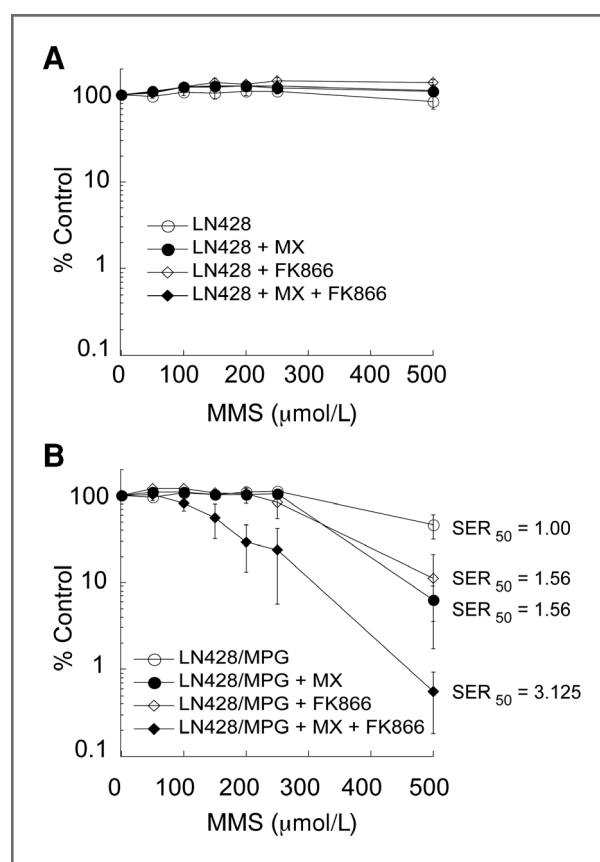 A
100
10
1
0.1
% Control
LN428
LN428 + MX
LN428 + FK866
LN428 + MX + FK866
0 100 200 300 400 500
MMS (μmol/L)
B
100
10
1
0.1
% Control
SER 50 = 1.00
SER 50 = 1.56
SER 50 = 1.56
SER 50 = 3.125
LN428/MPG
LN428/MPG + MX
LN428/MPG + FK866
LN428/MPG + MX + FK866
0 100 200 300 400 500
MMS (μmol/L)